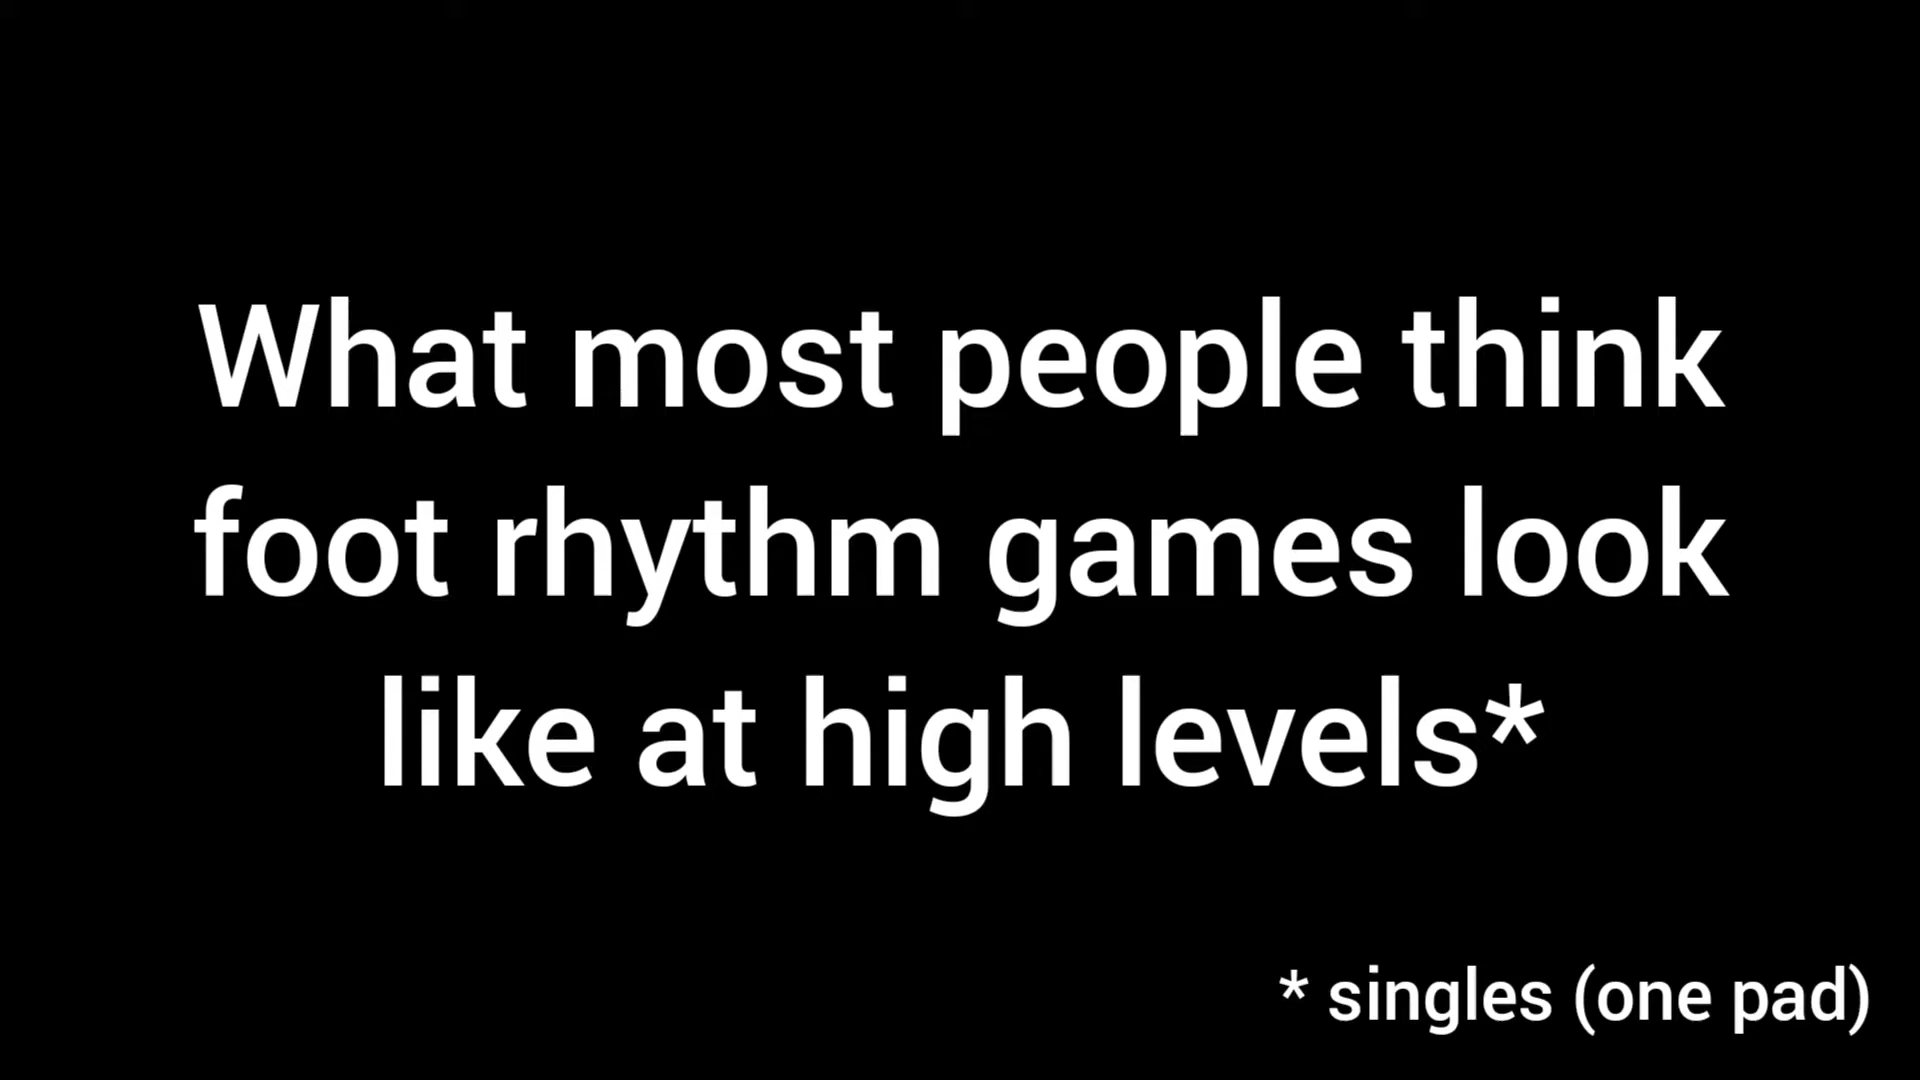 What most people think
foot rhythm games look
like at high levels*
* singles (one pad)